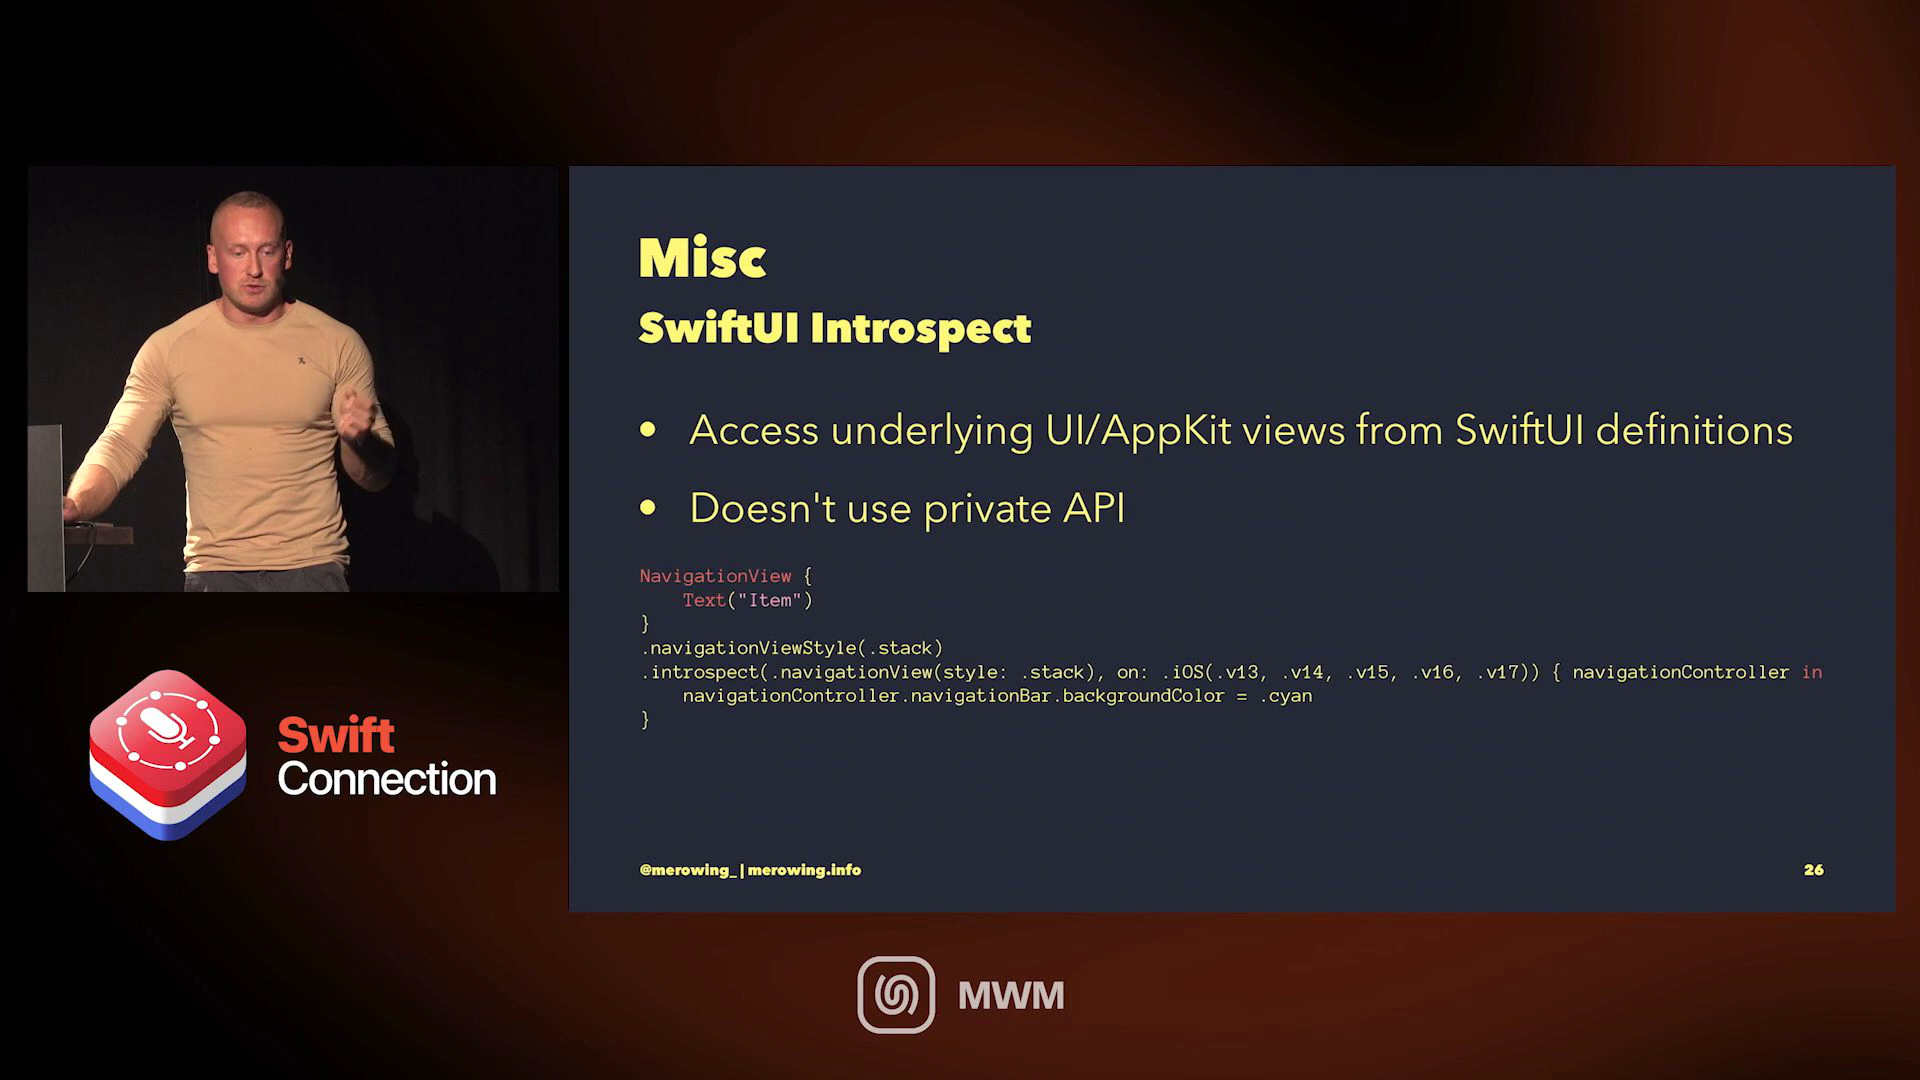 Misc
SwiftUI Introspect
• Access underlying UI/AppKit views from SwiftUI definitions
• Doesn't use private API
NavigationView {
    Text("Item")
}
.navigationViewStyle(.stack)
.introspect(.navigationView(style: .stack), on: .iOS(.v13, .v14, .v15, .v16, .v17)) { navigationController in
    navigationController.navigationBar.backgroundColor = .cyan
}
@merowing_ | merowing.info
26
Swift
Connection
MWM